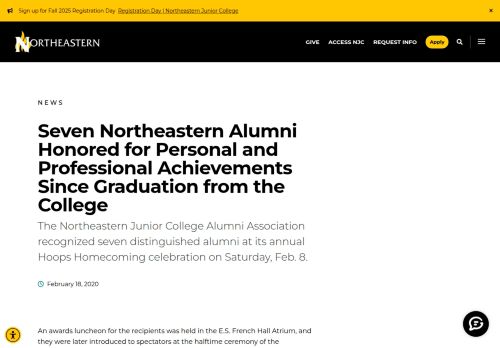 Sign up for Fall 2025 Registration Day Registration Day | Northeastern Junior College ×
NORTHEASTERN GIVE ACCESS NJC REQUEST INFO Apply
NEWS
Seven Northeastern Alumni
Honored for Personal and
Professional Achievements
Since Graduation from the
College
The Northeastern Junior College Alumni Association
recognized seven distinguished alumni at its annual
Hoops Homecoming celebration on Saturday, Feb. 8.
February 18, 2020
An awards luncheon for the recipients was held in the E.S. French Hall Atrium, and
they were later introduced to spectators at the halftime ceremony of the